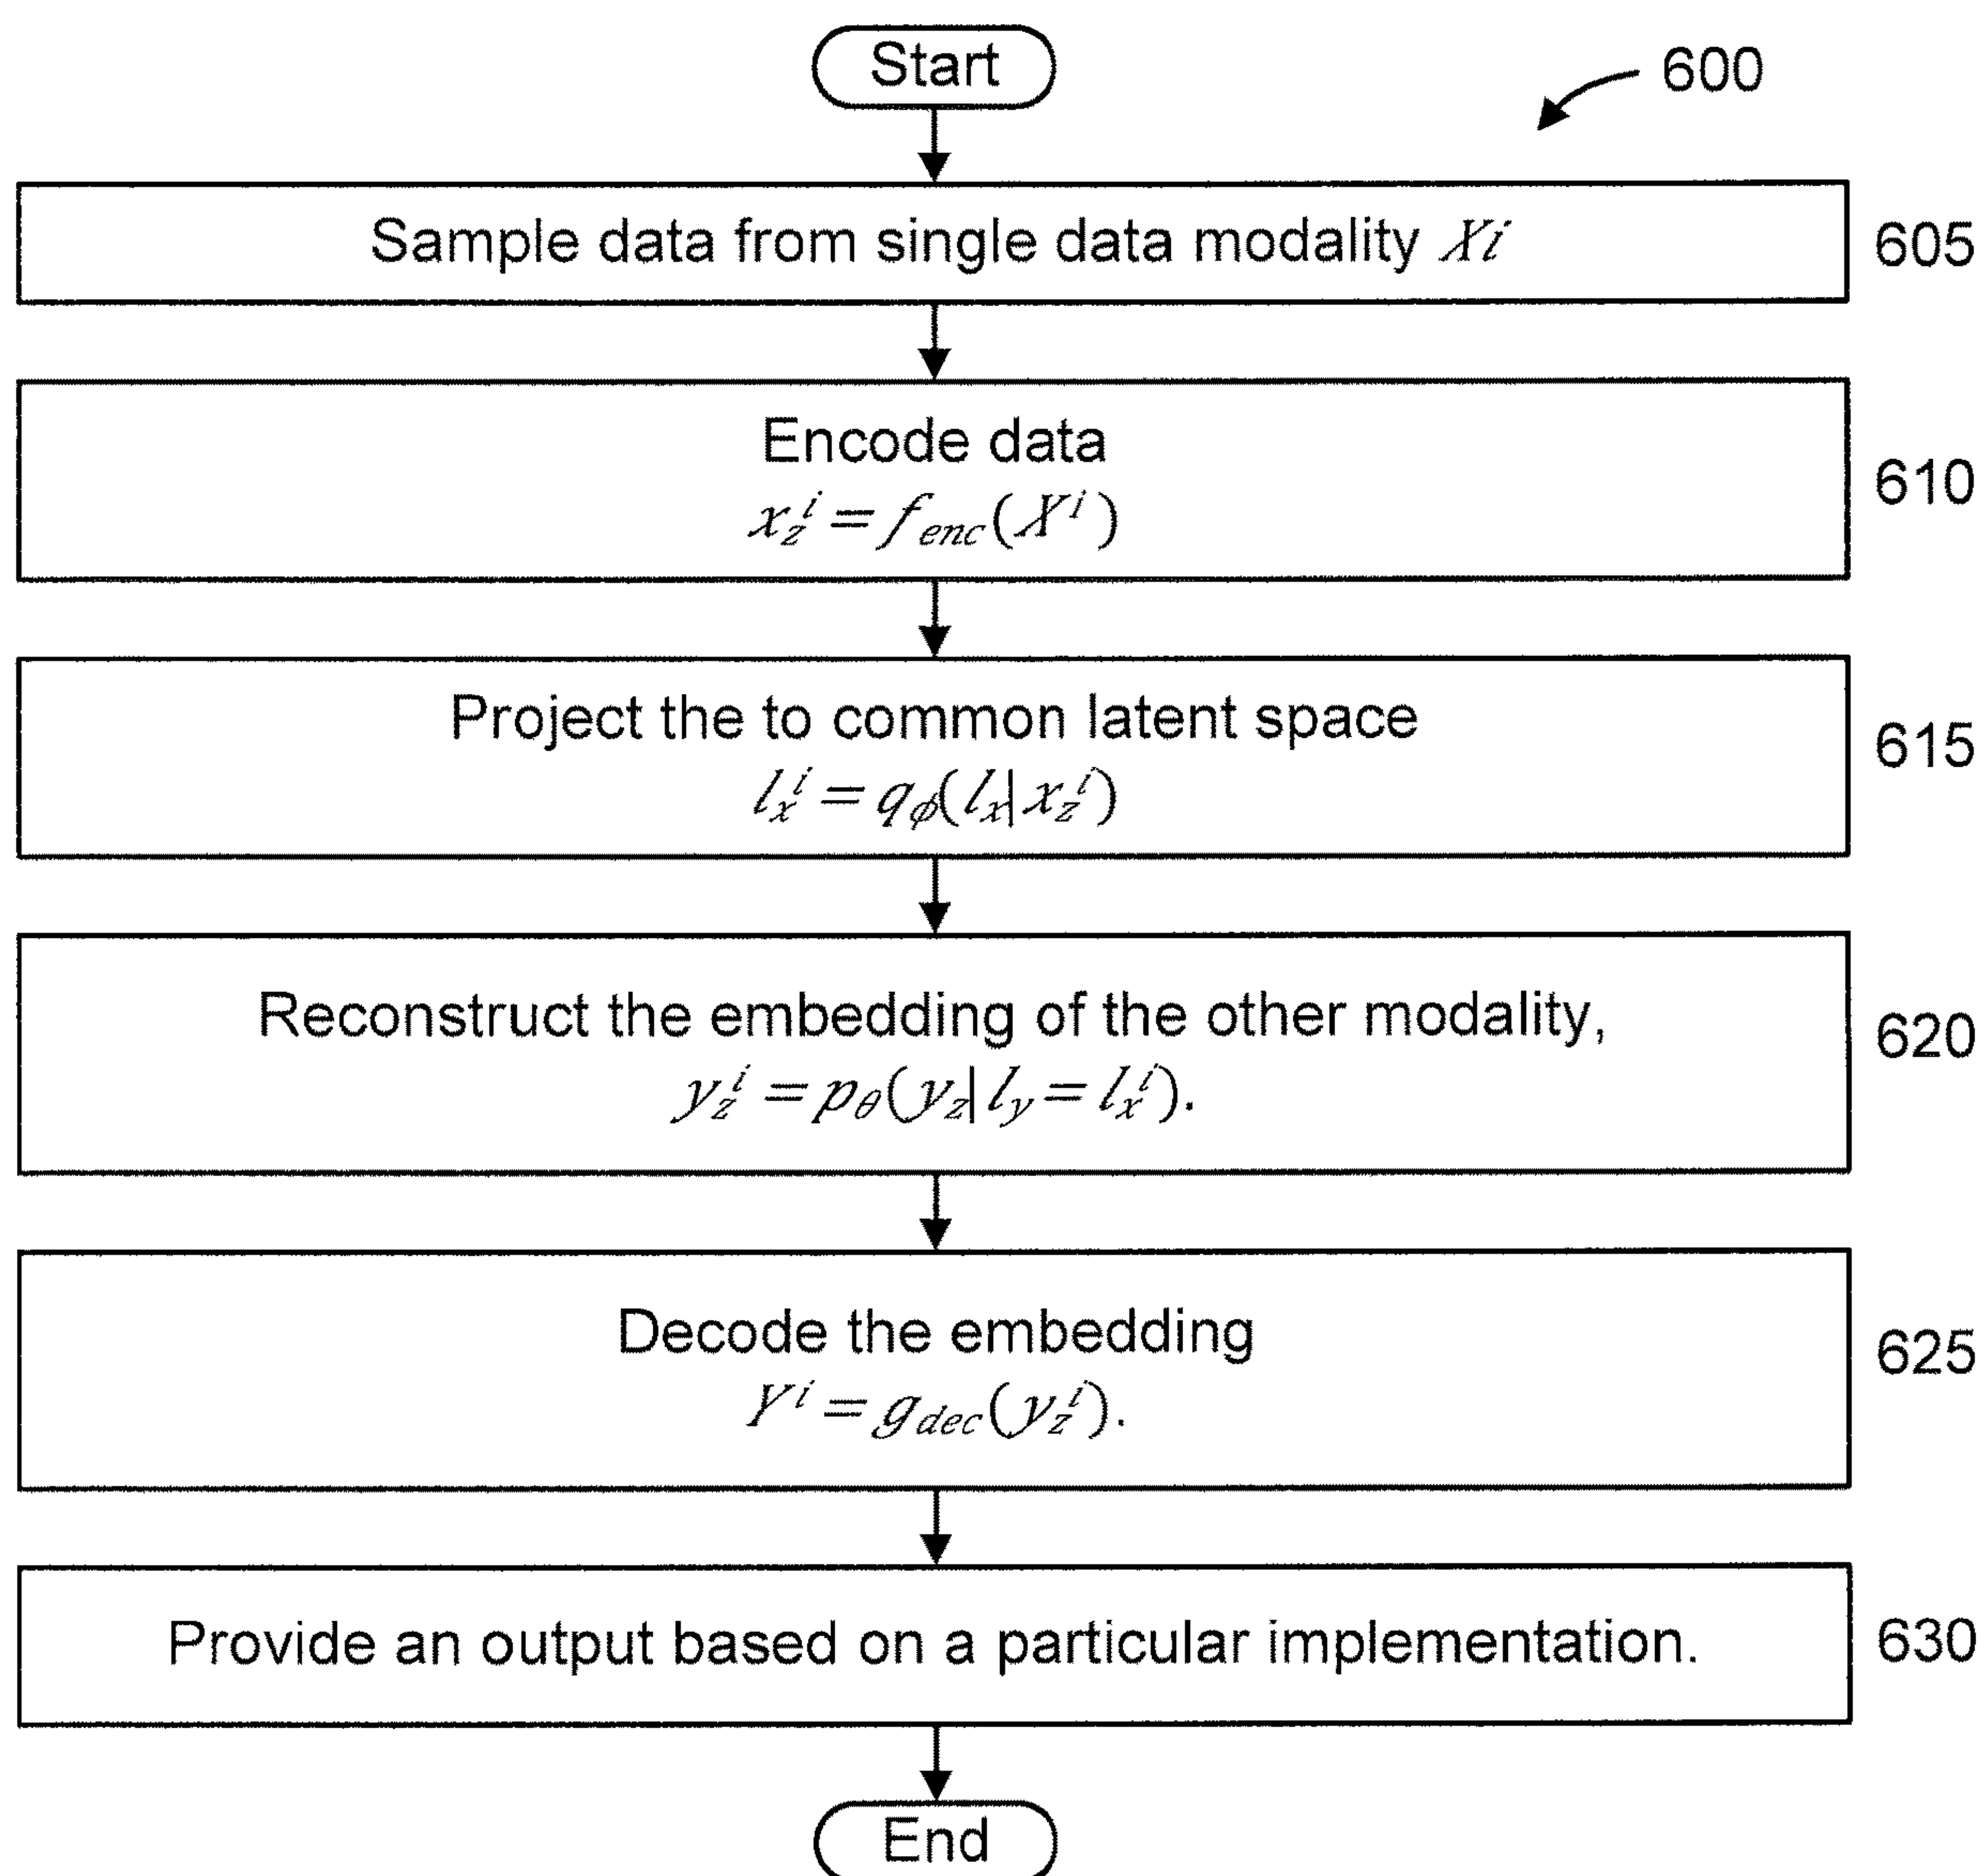 Start
600
Sample data from single data modality Xi
605
Encode data
x_z^i = f_enc(X^i)
610
Project the to common latent space
l_x^i = q_ϕ(l_x|x_z^i)
615
Reconstruct the embedding of the other modality,
y_z^i = p_θ(y_z|l_y = l_x^i).
620
Decode the embedding
Y^i = g_dec(y_z^i).
625
Provide an output based on a particular implementation.
630
End